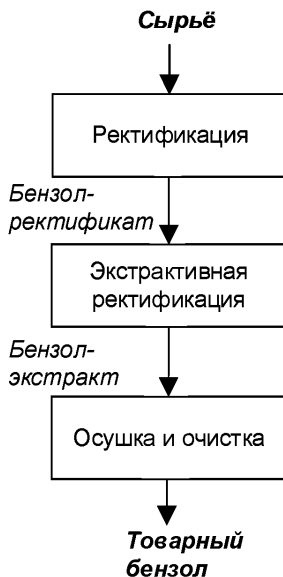 Сырьё
Ректификация
Бензол-
ректификат
Экстрактивная
ректификация
Бензол-
экстракт
Осушка и очистка
Товарный
бензол